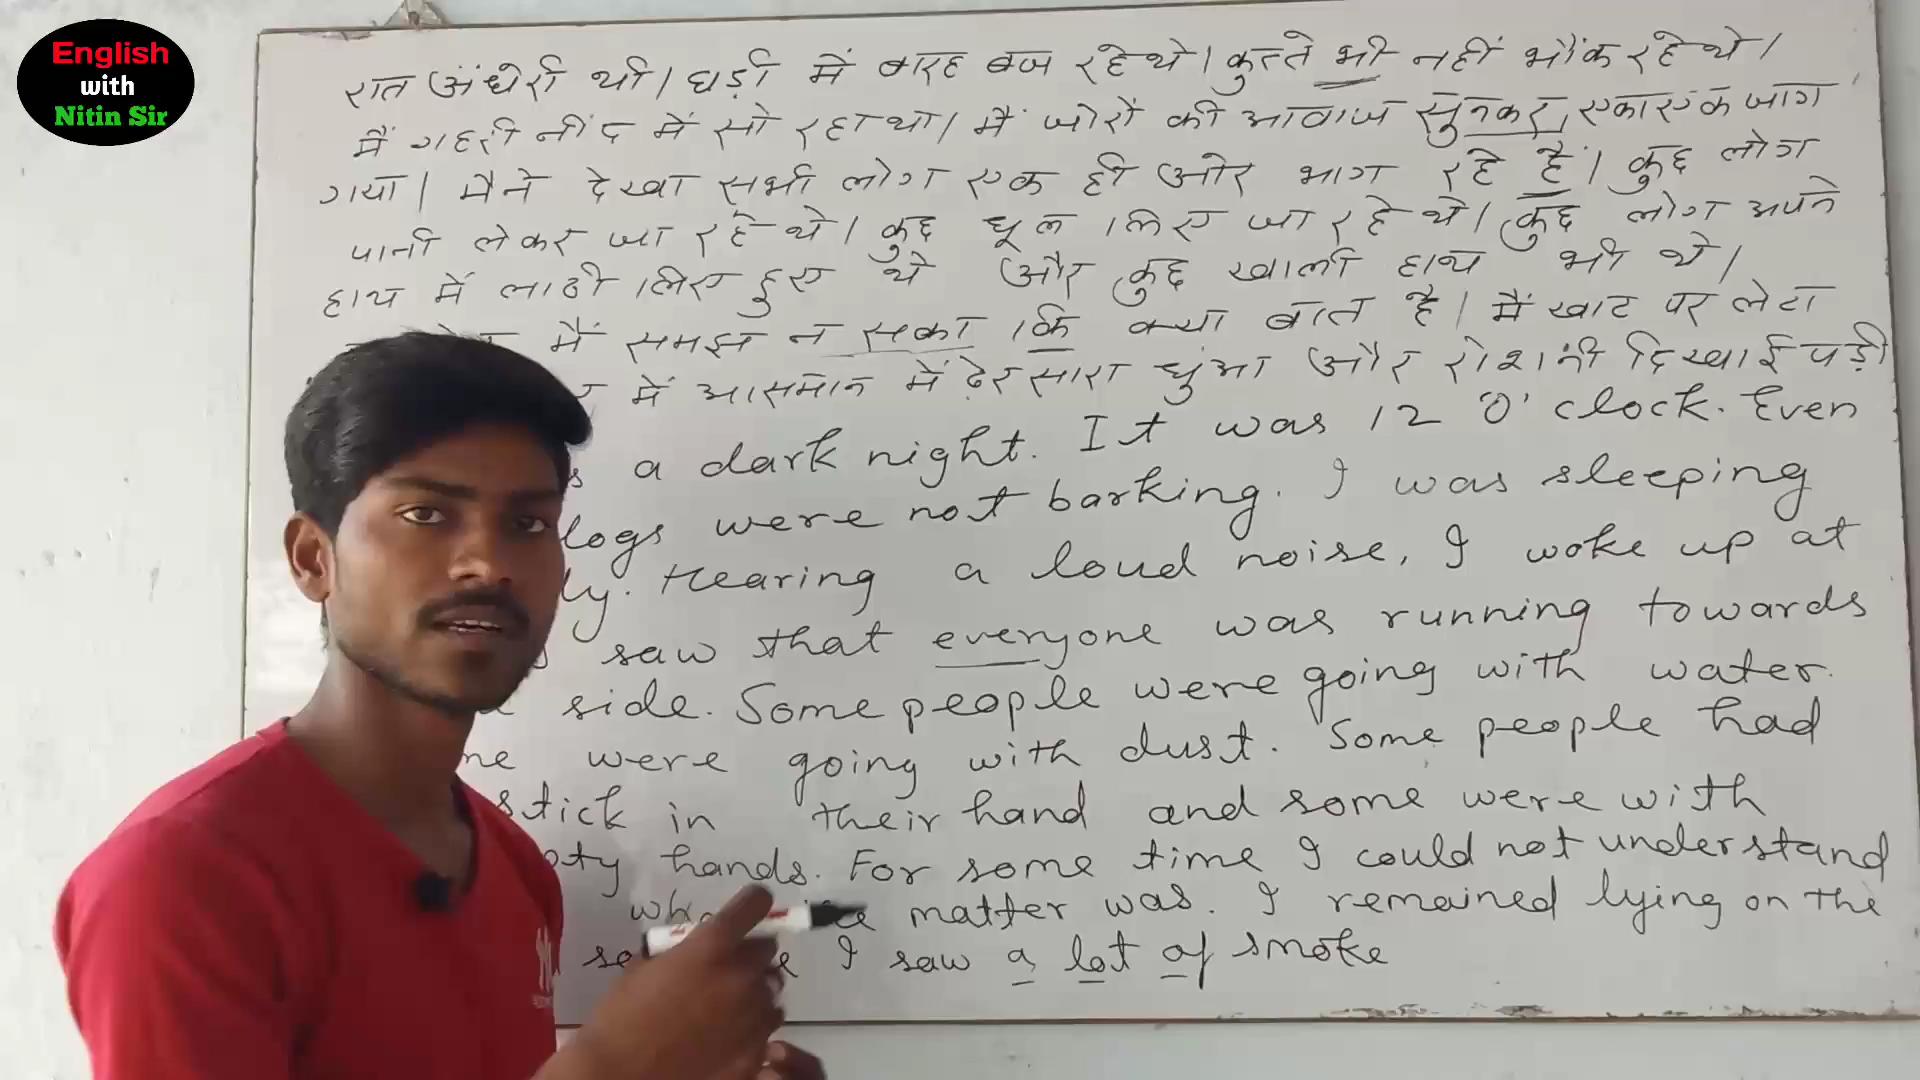 English
with
Nitin Sir
रात अंधेरी थी। घड़ी में बारह बज रहे थे। कुत्ते भी नहीं भौंक रहे थे।
मैं गहरी नींद में सो रहा था। मैं जोरों की आवाज सुनकर एकाएक जाग
गया। मैने देखा सभी लोग एक ही ओर भाग रहे हैं। कुछ लोग
पानी लेकर जा रहे थे। कुछ धूल लिए जा रहे थे। कुछ लोग अपने
हाथ में लाठी लिए हुए थे और कुछ खाली हाथ भी थे।
मैं समझ न सका कि क्या बात है। मैं खाट पर लेटा
में आसमान में ढेर सारा धुंआ और रोशनी दिखाई पड़ी
a dark night. It was 12 'O' clock. Even
dogs were not barking. I was sleeping
ly. Hearing a loud noise, I woke up at
saw that everyone was running towards
side. Some people were going with water.
were going with dust. Some people had
stick in their hand and some were with
pty hands. For some time I could not understand
matter was. I remained lying on the
I saw a lot of smoke